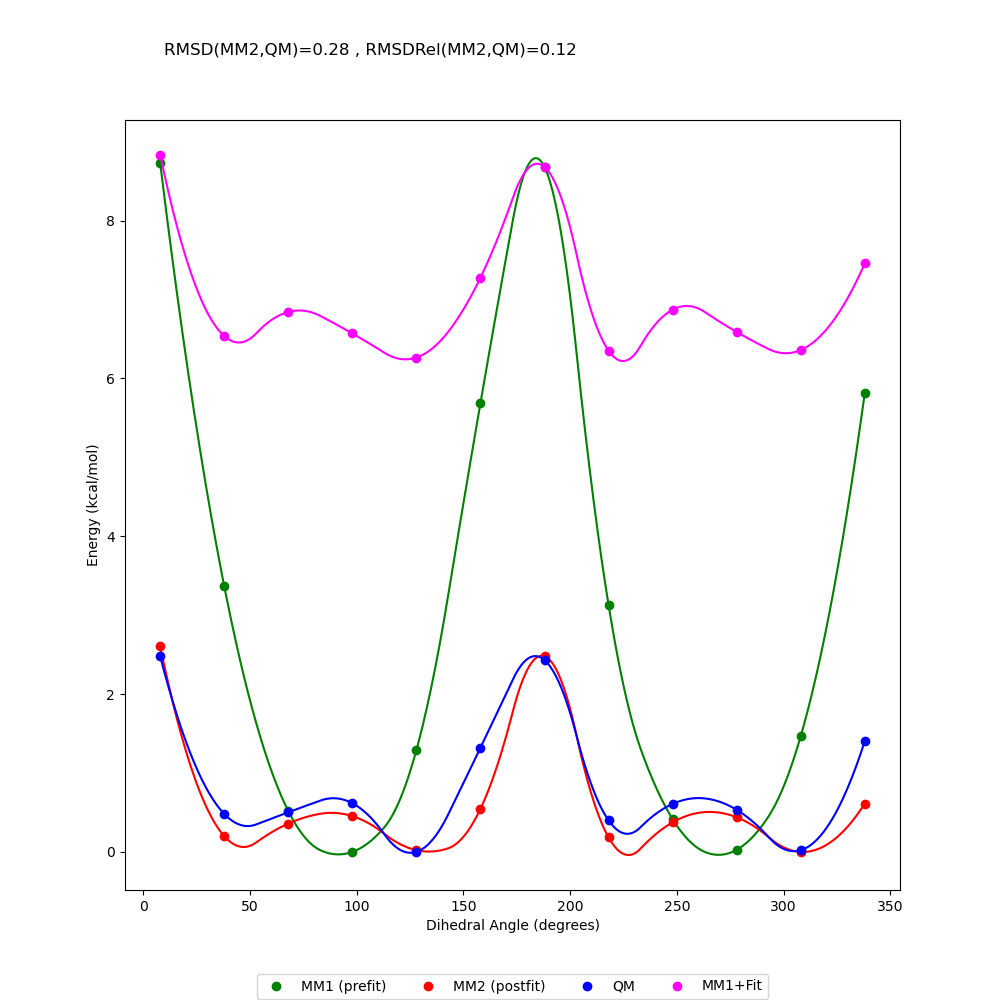 RMSD(MM2,QM)=0.28 , RMSDRel(MM2,QM)=0.12
8
6
4
2
0
Energy (kcal/mol)
0 50 100 150 200 250 300 350
Dihedral Angle (degrees)
MM1 (prefit) MM2 (postfit) QM MM1+Fit